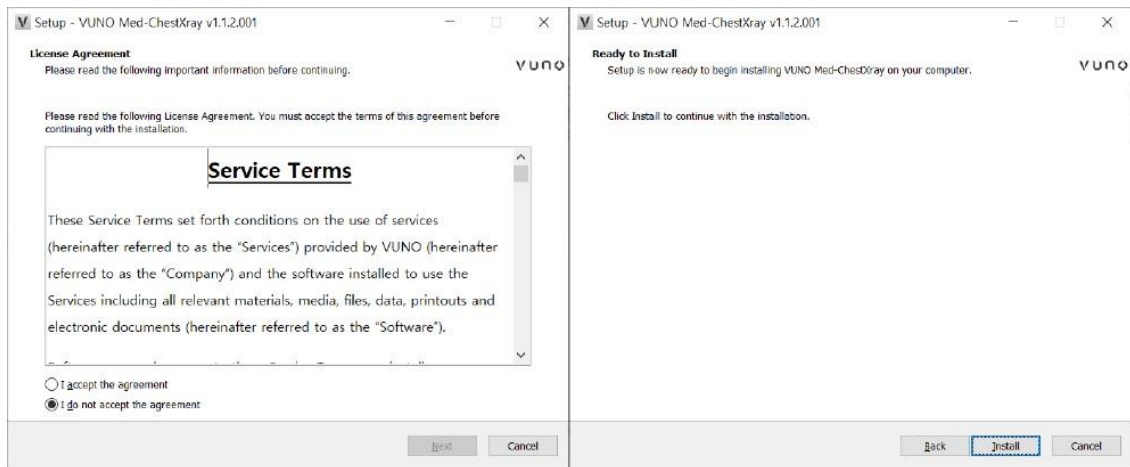 Setup - VUNO Med-ChestXray v1.1.2.001
License Agreement
Please read the following important information before continuing.
VUNO
Please read the following License Agreement. You must accept the terms of this agreement before
continuing with the installation.
Service Terms
These Service Terms set forth conditions on the use of services
(hereinafter referred to as the "Services") provided by VUNO (hereinafter
referred to as the "Company") and the software installed to use the
Services including all relevant materials, media, files, data, printouts and
electronic documents (hereinafter referred to as the "Software").
I accept the agreement
I do not accept the agreement
Next
Cancel
Setup - VUNO Med-ChestXray v1.1.2.001
Ready to Install
Setup is now ready to begin installing VUNO Med-ChestXray on your computer.
VUNO
Click Install to continue with the installation.
Back
Install
Cancel